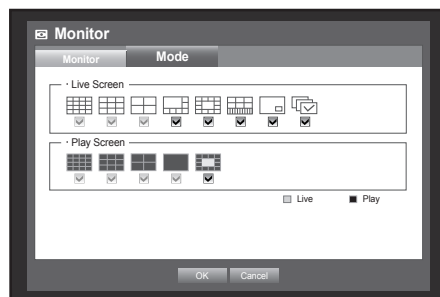 Monitor
Monitor Mode
· Live Screen
· Play Screen
Live Play
OK Cancel